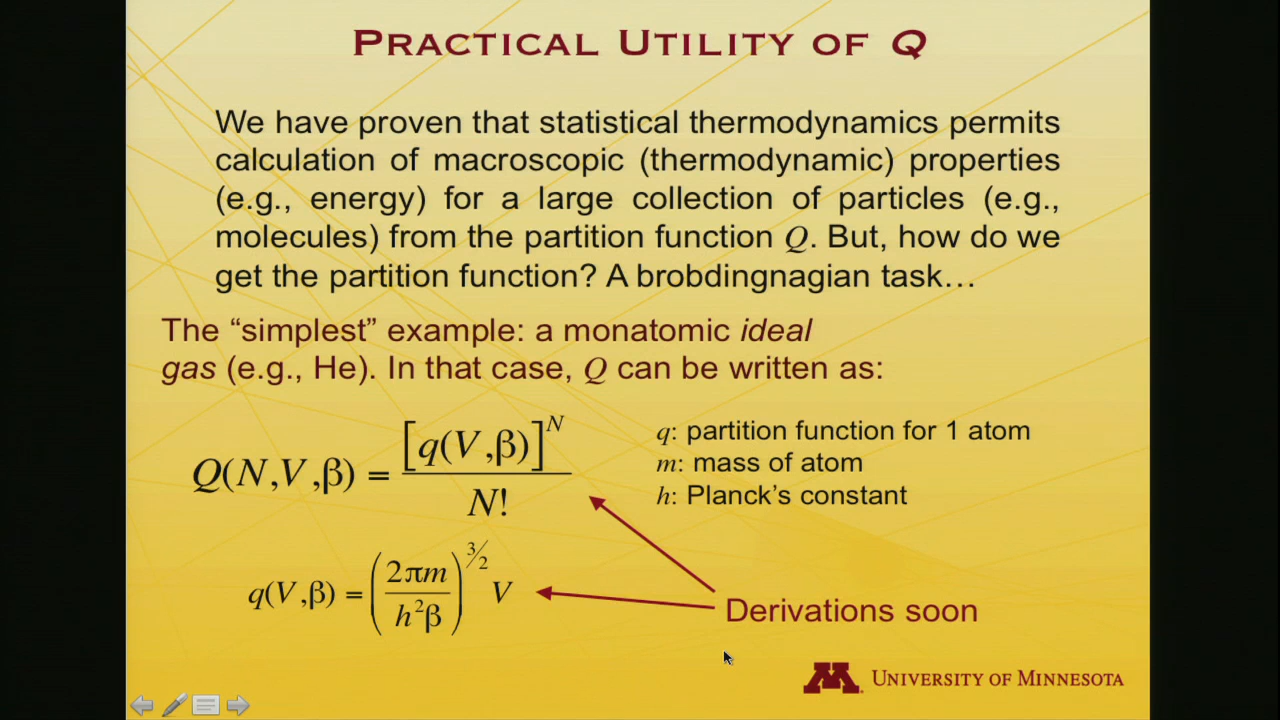 PRACTICAL UTILITY OF Q
We have proven that statistical thermodynamics permits
calculation of macroscopic (thermodynamic) properties
(e.g., energy) for a large collection of particles (e.g.,
molecules) from the partition function Q. But, how do we
get the partition function? A brobdingnagian task…
The “simplest” example: a monatomic ideal
gas (e.g., He). In that case, Q can be written as:
Q(N,V,β) = [q(V,β)]^N / N!
q: partition function for 1 atom
m: mass of atom
h: Planck’s constant
q(V,β) = (2πm / h²β)^(3/2) V
Derivations soon
M
UNIVERSITY OF MINNESOTA